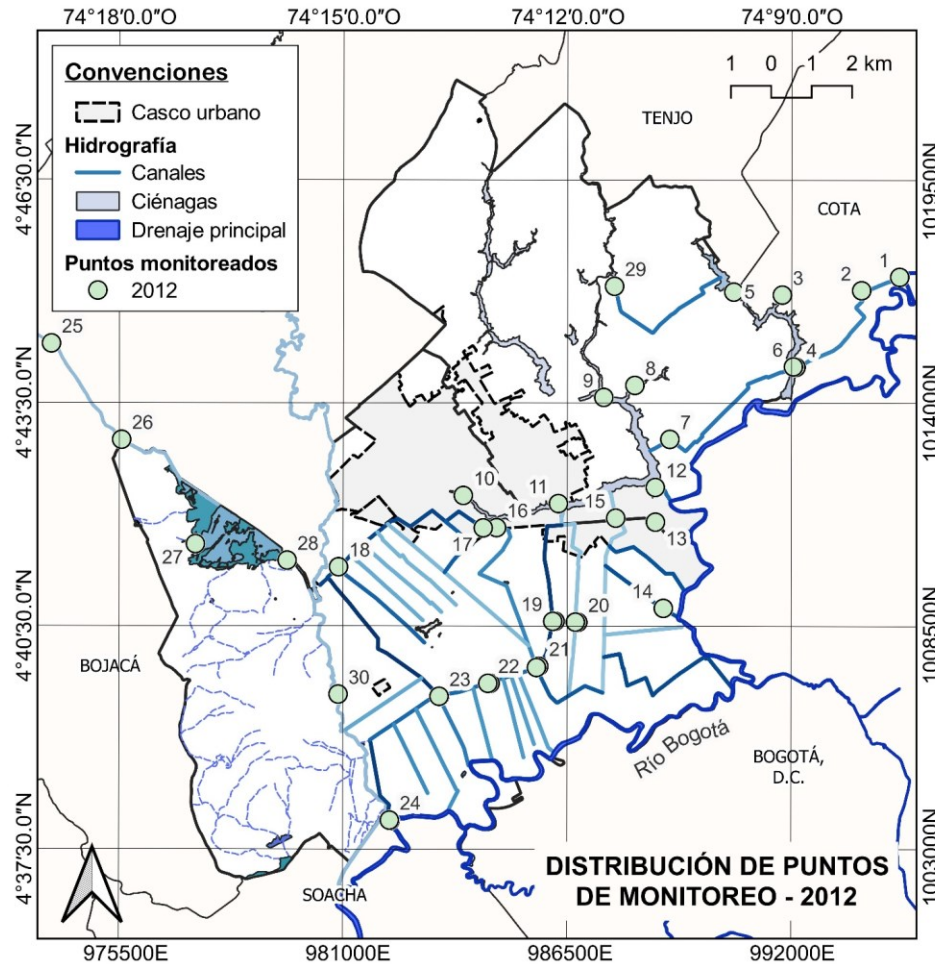 74°18'0.0"W
74°15'0.0"W
74°12'0.0"W
74°9'0.0"W
Convenciones
Casco urbano
Hidrografía
Canales
Ciénagas
Drenaje principal
Puntos monitoreados
2012
1 0 1 2 km
TENJO
COTA
4°46'30.0"N
1019500N
29
5
3
2
1
25
6
4
8
9
4°43'30.0"N
1014000N
26
7
10
11
15
12
17
16
13
27
28
18
14
19
20
4°40'30.0"N
1008500N
BOJACÁ
21
22
23
30
Río Bogotá
BOGOTÁ,
D.C.
24
4°37'30.0"N
1003000N
SOACHA
DISTRIBUCIÓN DE PUNTOS
DE MONITOREO - 2012
975500E
981000E
986500E
992000E